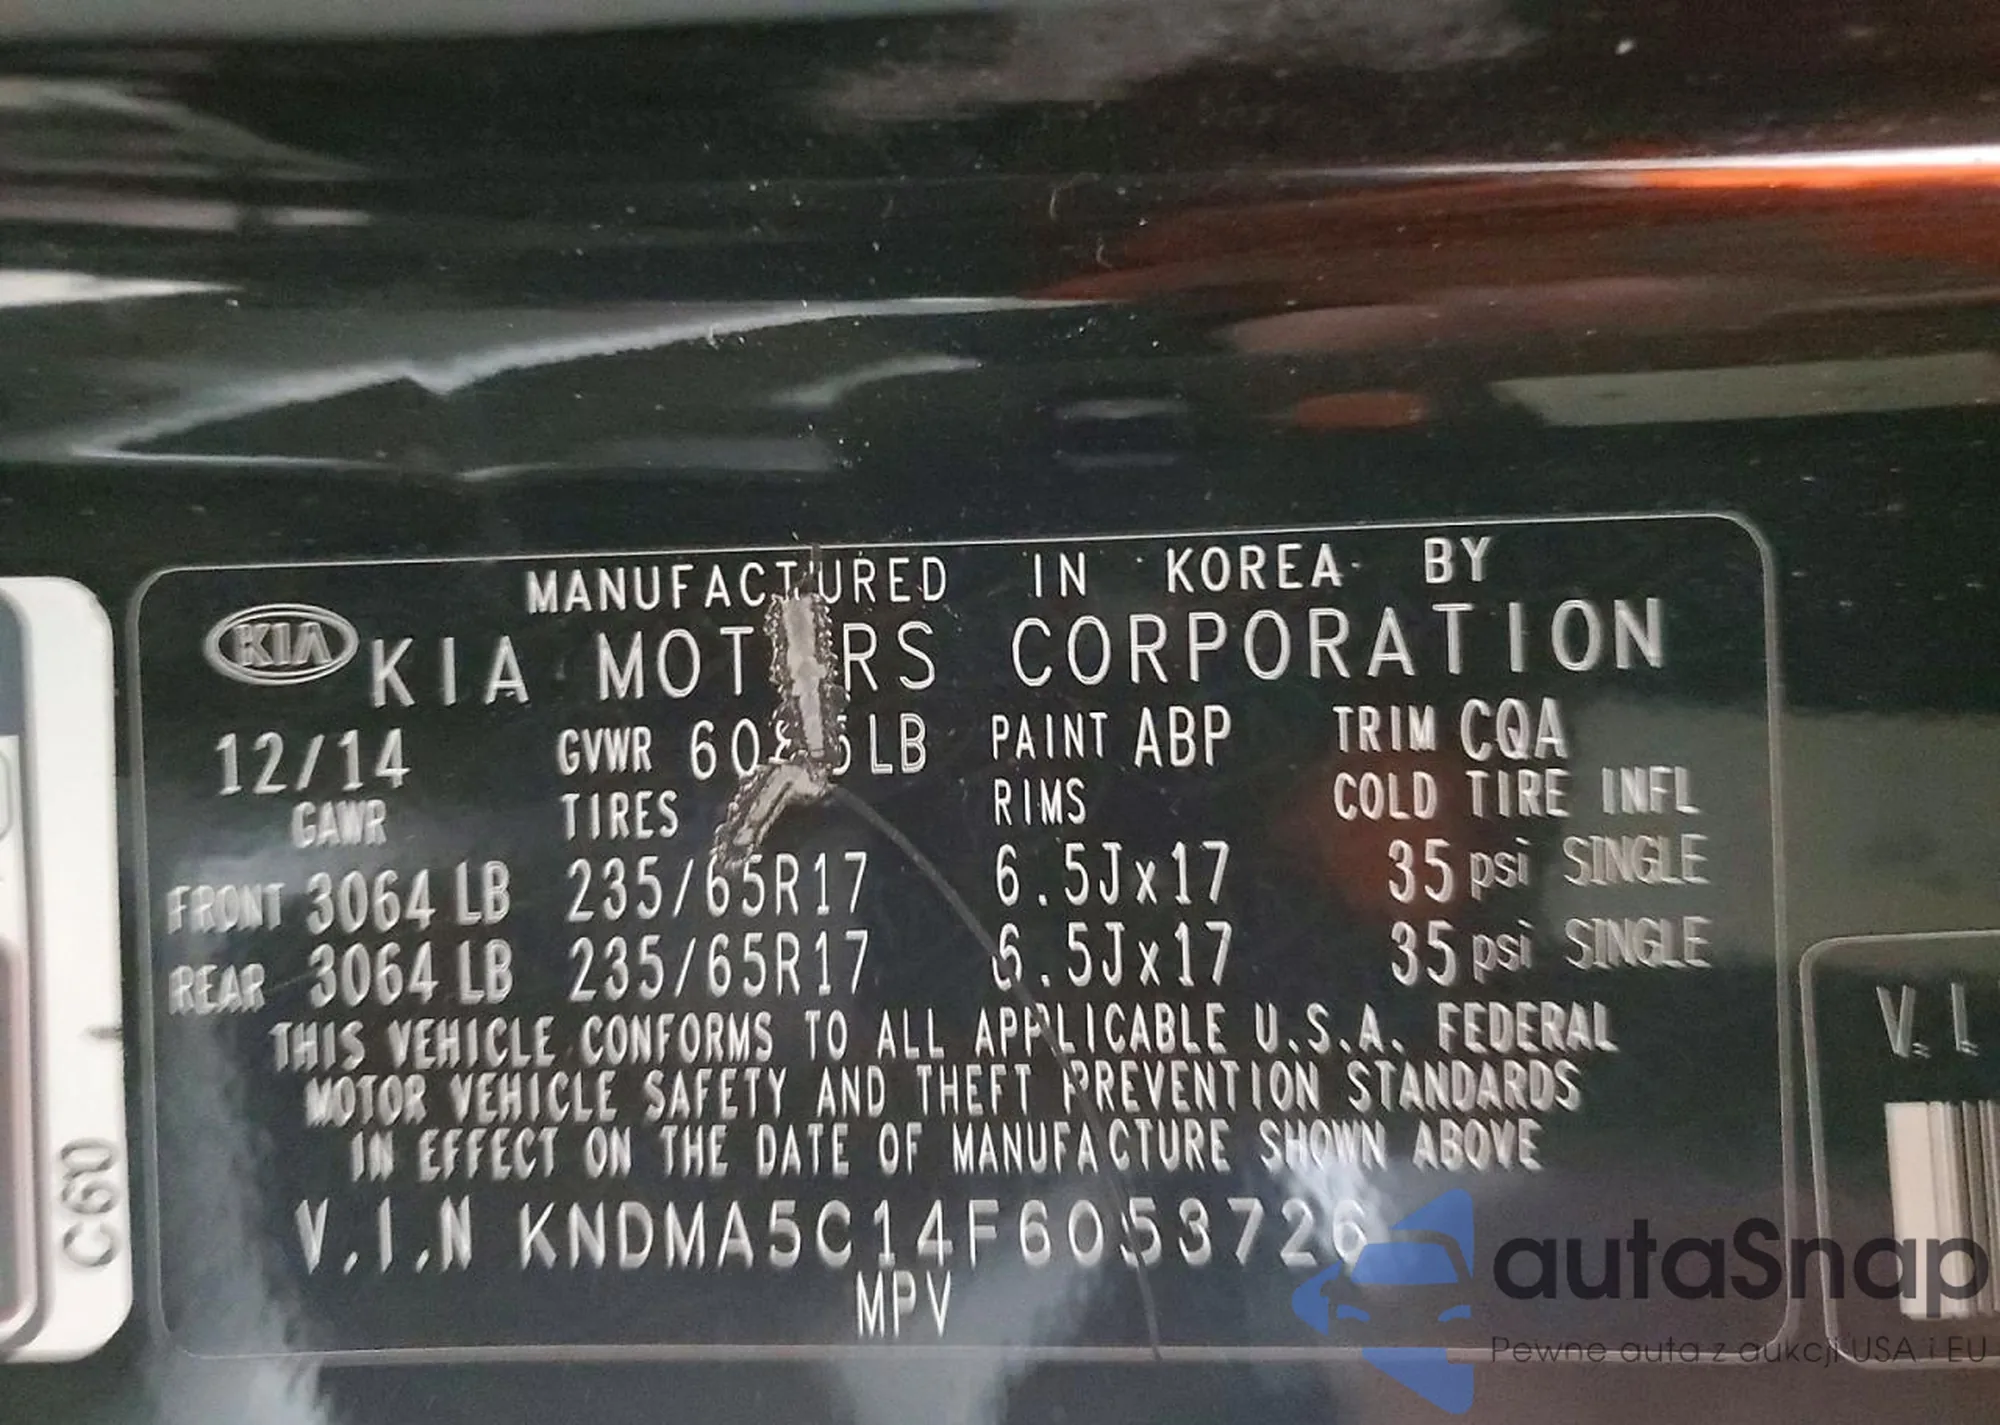 MANUFACTURED IN KOREA BY
KIA KIA MOTORS CORPORATION
12/14 GVWR LB PAINT ABP TRIM CQA
GAWR TIRES RIMS COLD TIRE INFL
FRONT 3064 LB 235/65R17 6.5Jx17 35 psi SINGLE
REAR 3064 LB 235/65R17 6.5Jx17 35 psi SINGLE
THIS VEHICLE CONFORMS TO ALL APPLICABLE U.S.A. FEDERAL
MOTOR VEHICLE SAFETY AND THEFT PREVENTION STANDARDS
IN EFFECT ON THE DATE OF MANUFACTURE SHOWN ABOVE
V.I.N KNDMA5C14F6053726
MPV
C60
V.I.
autaSnap
Pewne auta z aukcji USA i EU